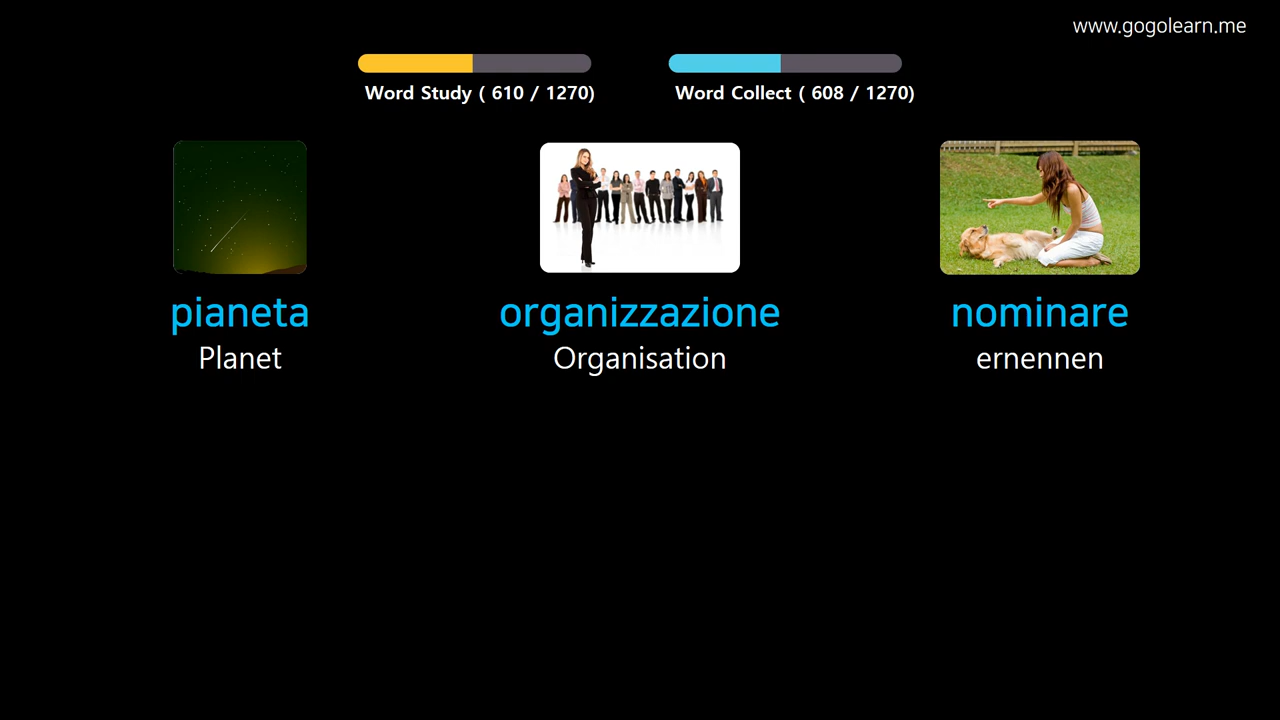 www.gogolearn.me
Word Study ( 610 / 1270)
Word Collect ( 608 / 1270)
pianeta
Planet
organizzazione
Organisation
nominare
ernennen